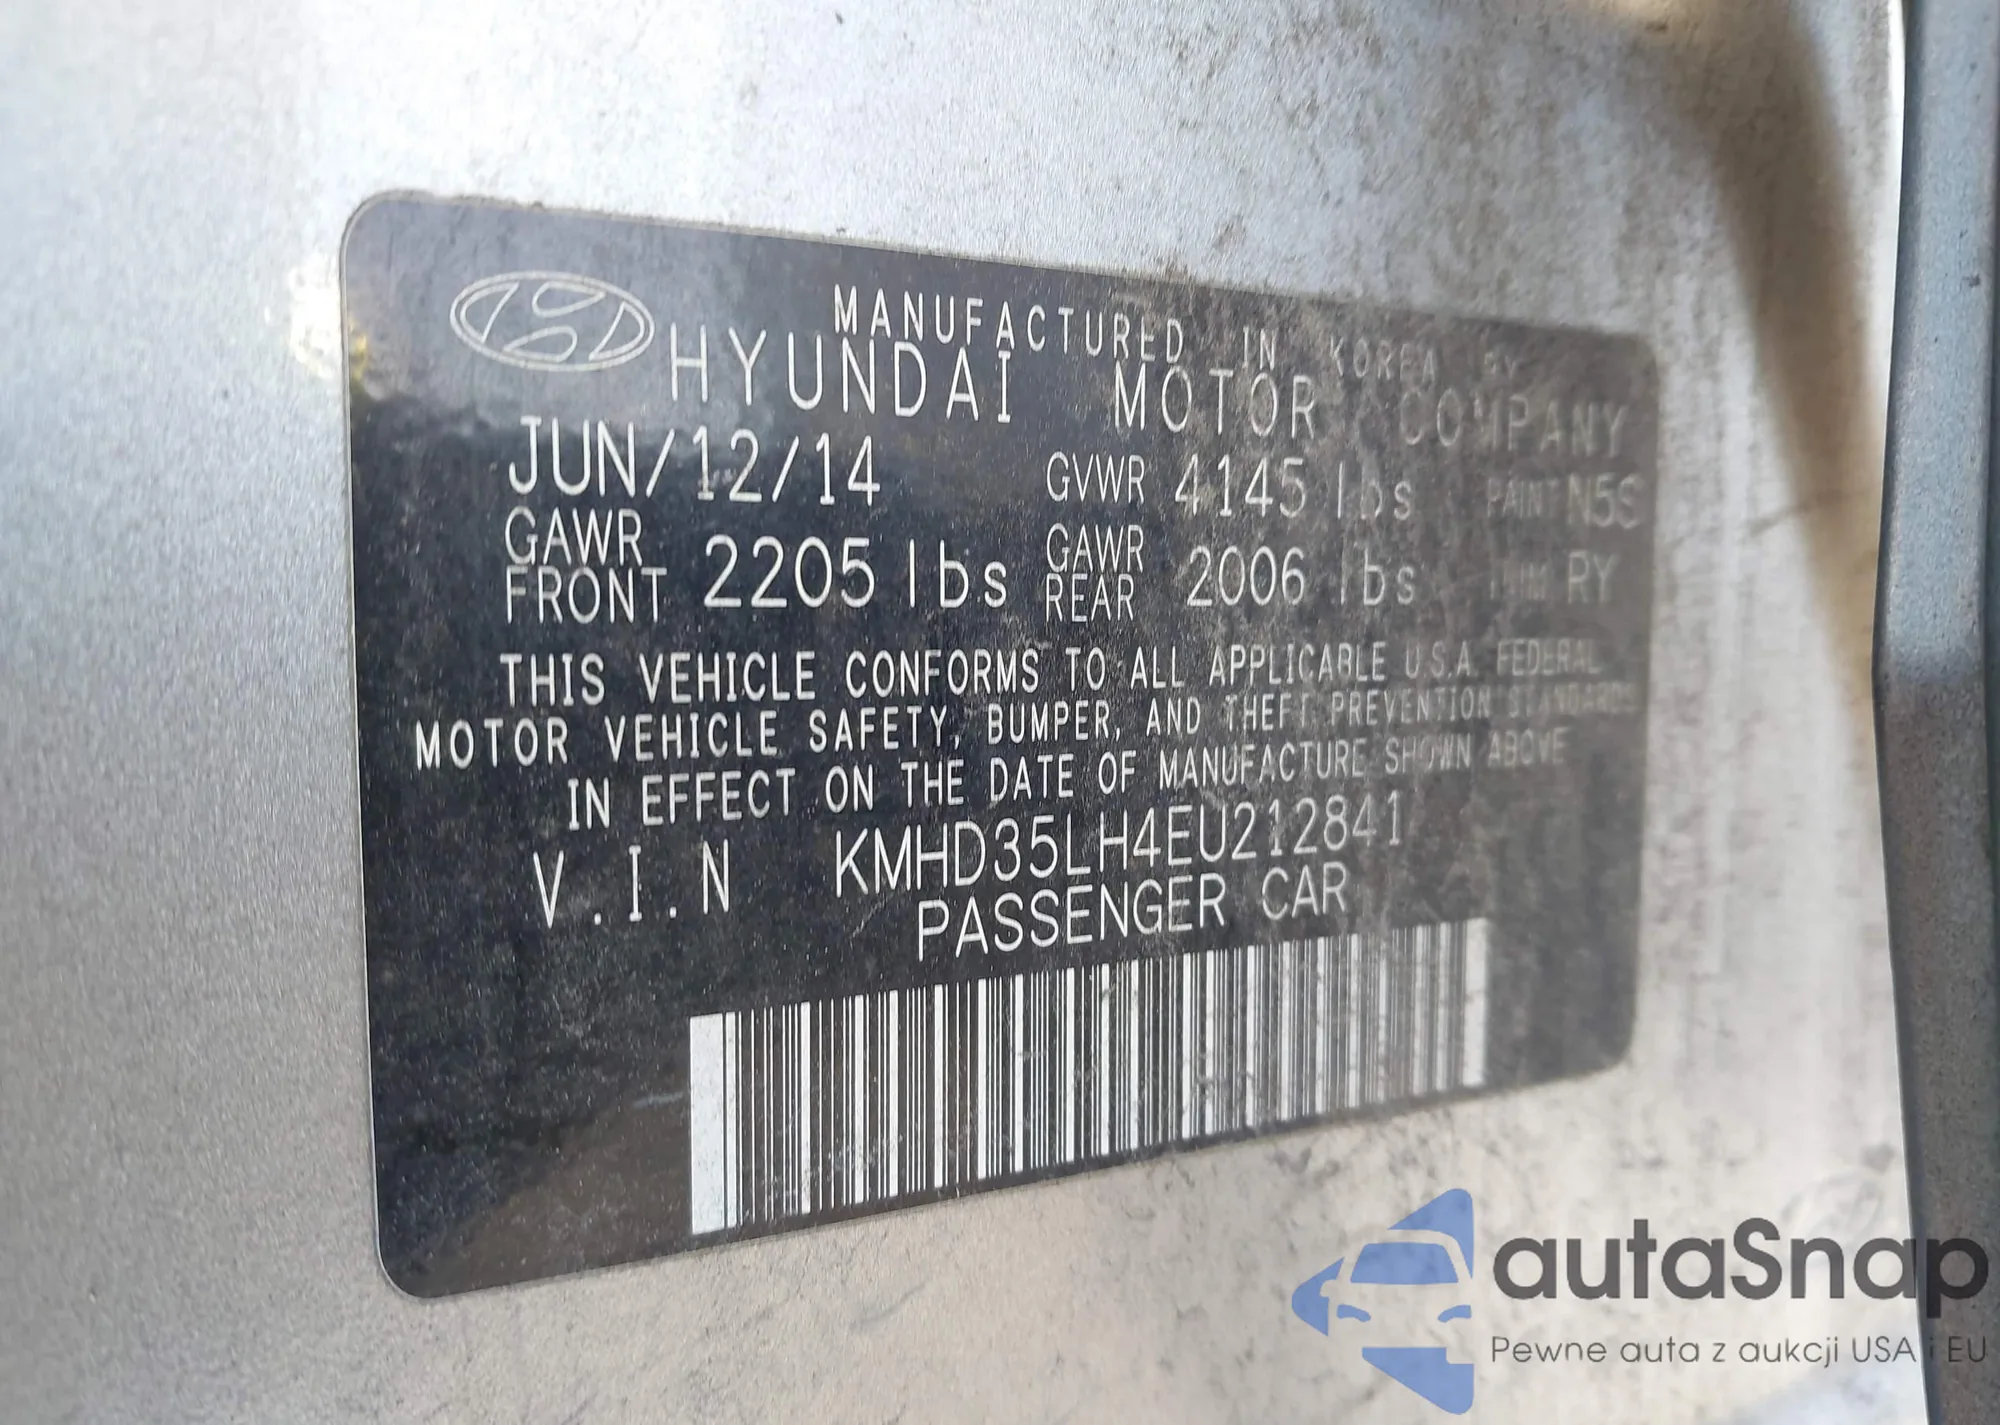 MANUFACTURED IN KOREA BY
HYUNDAI MOTOR COMPANY
JUN/12/14 GVWR 4145 lbs PAINT N5S
GAWR FRONT 2205 lbs GAWR REAR 2006 lbs TRIM RY
THIS VEHICLE CONFORMS TO ALL APPLICABLE U.S.A. FEDERAL
MOTOR VEHICLE SAFETY, BUMPER, AND THEFT PREVENTION STANDARDS
IN EFFECT ON THE DATE OF MANUFACTURE SHOWN ABOVE
V.I.N KMHD35LH4EU212841
PASSENGER CAR
autaSnap
Pewne auta z aukcji USA i EU